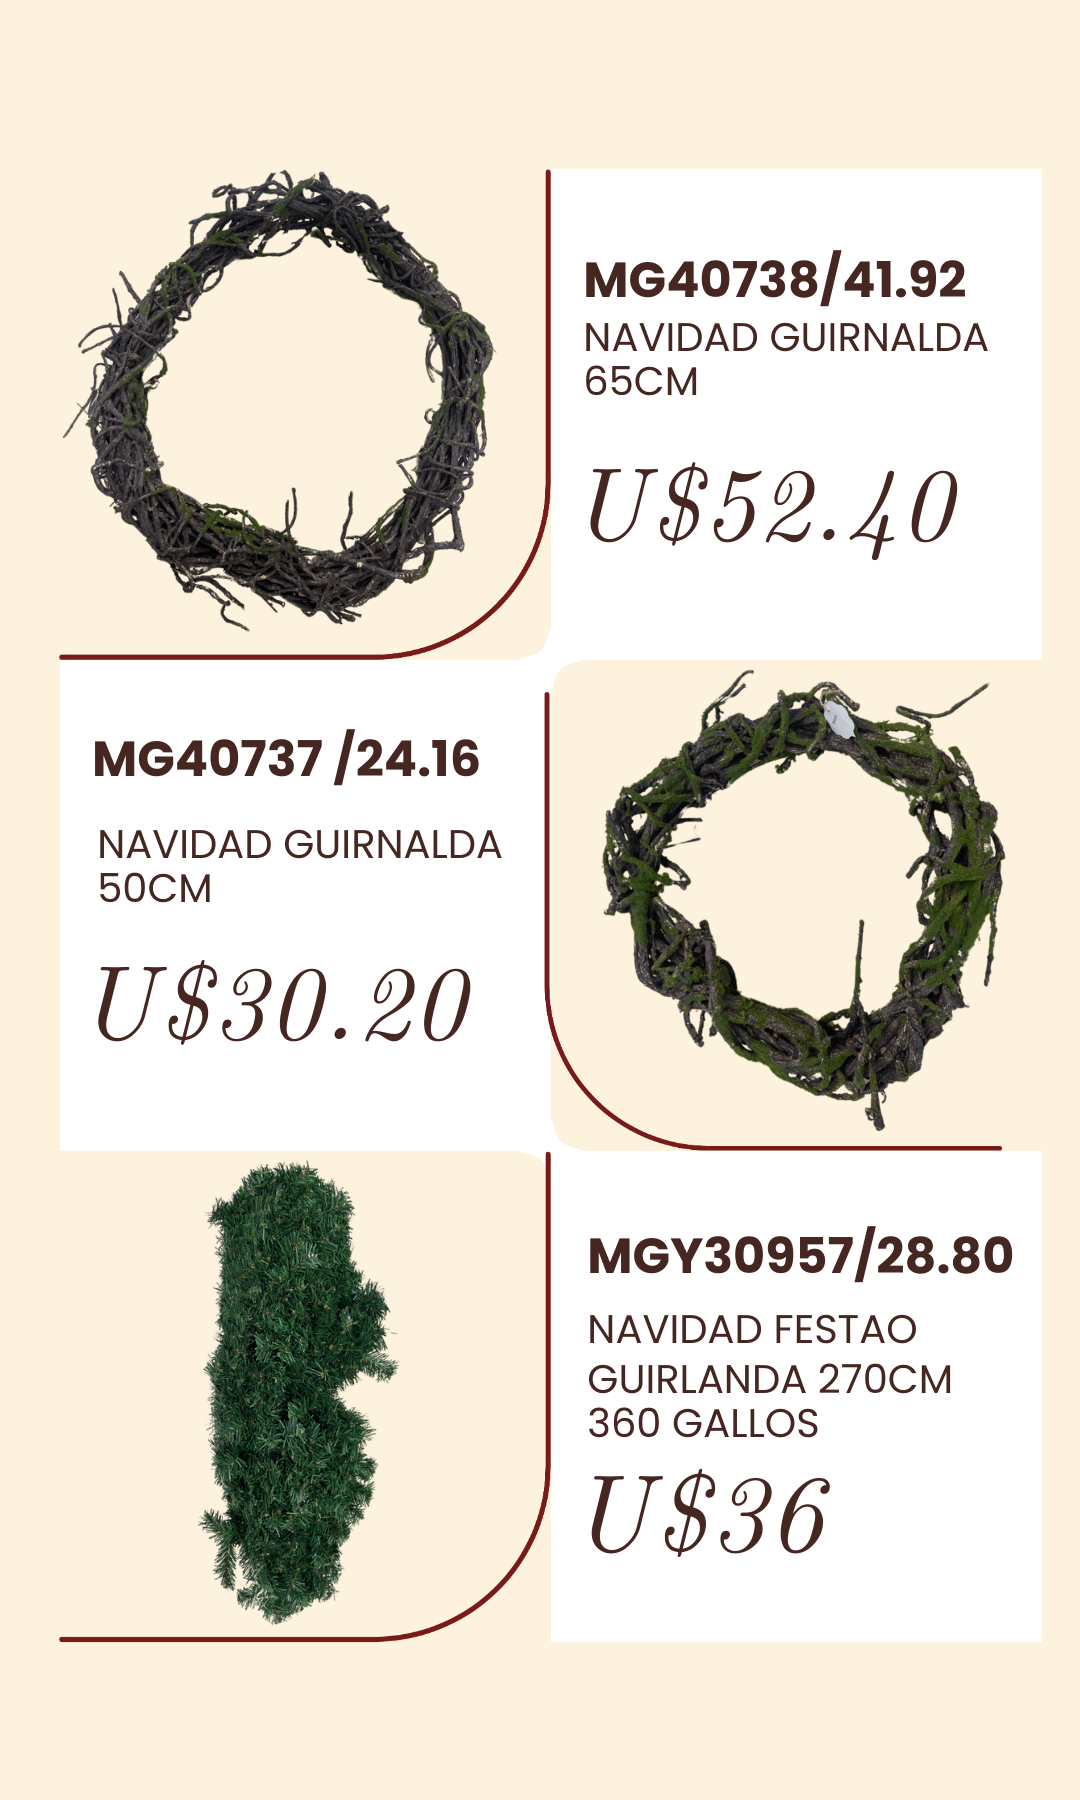 MG40738/41.92
NAVIDAD GUIRNALDA
65CM
U$52.40
MG40737 /24.16
NAVIDAD GUIRNALDA
50CM
U$30.20
MGY30957/28.80
NAVIDAD FESTAO
GUIRLANDA 270CM
360 GALLOS
U$36